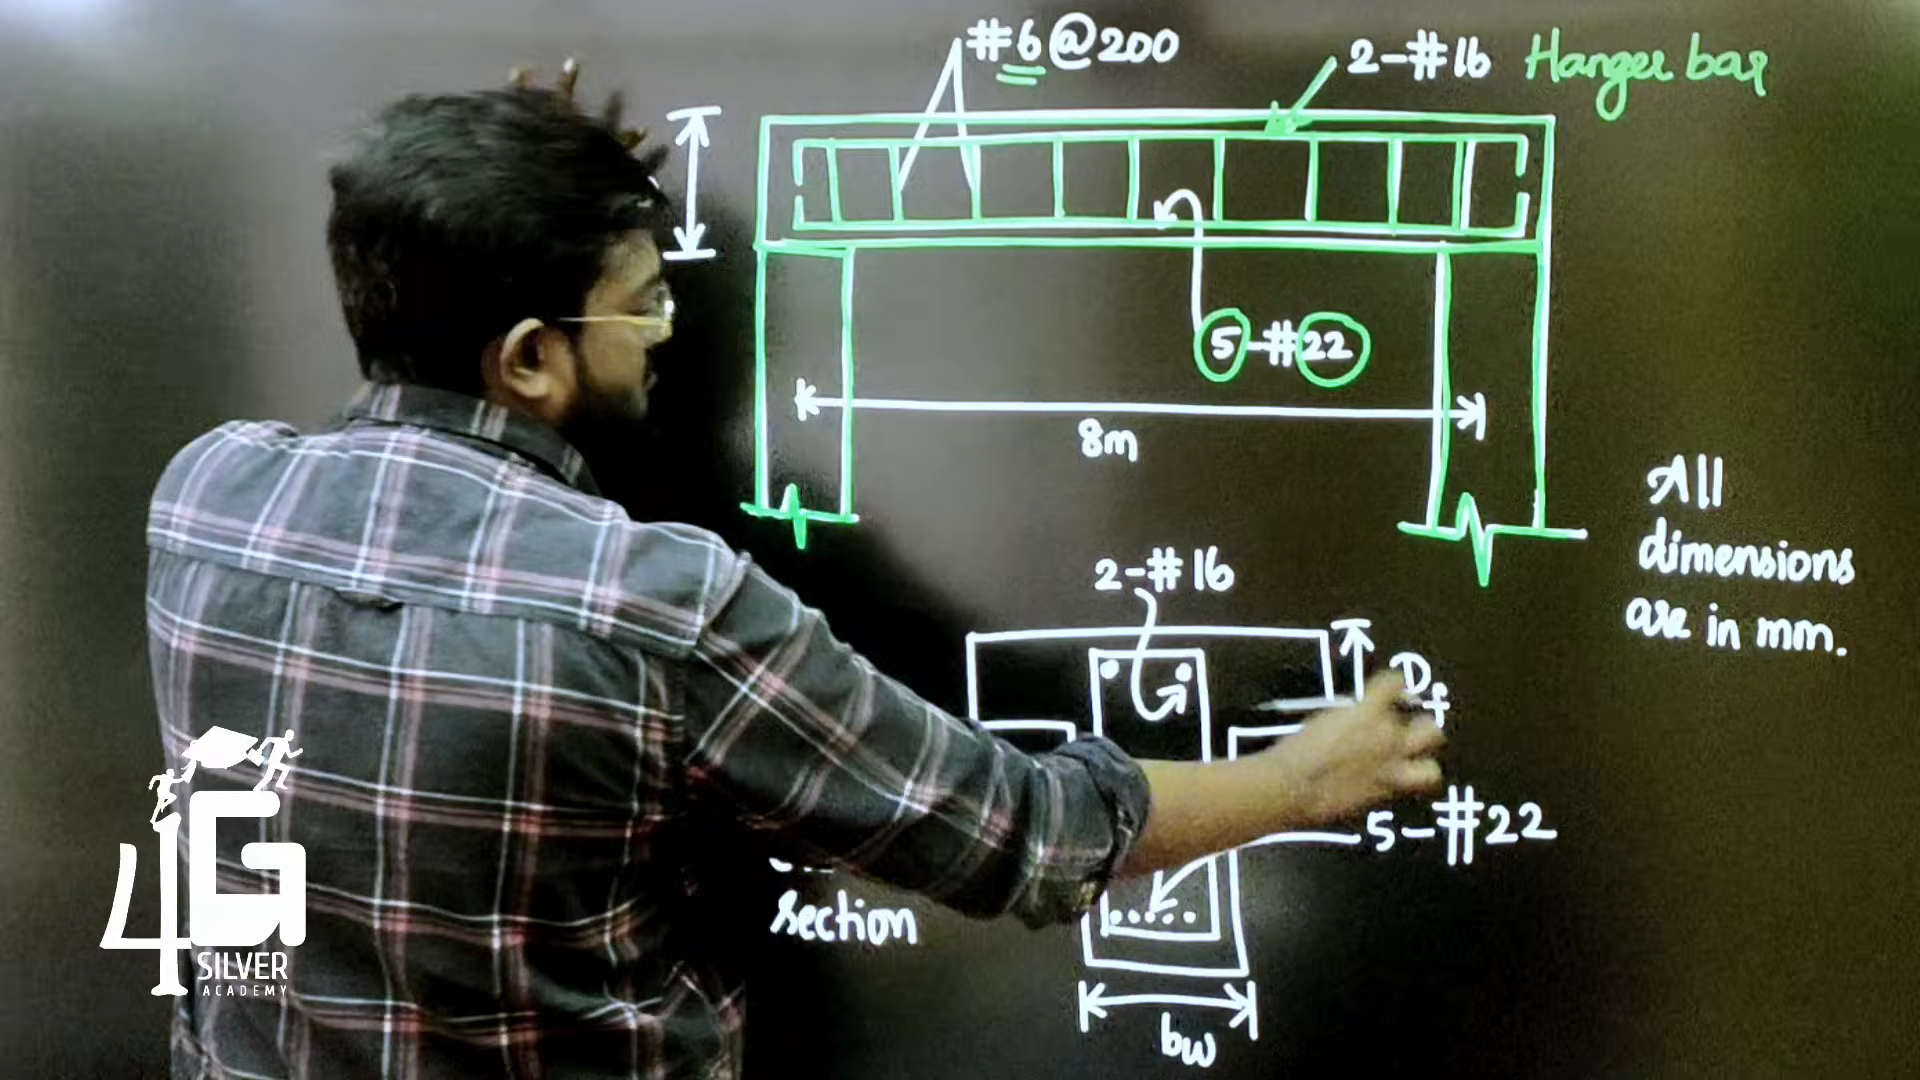 #6@200
2-#16 Hanger bar
5-#22
8m
All
dimensions
are in mm.
2-#16
Df
5-#22
section
bw
4G
SILVER
ACADEMY